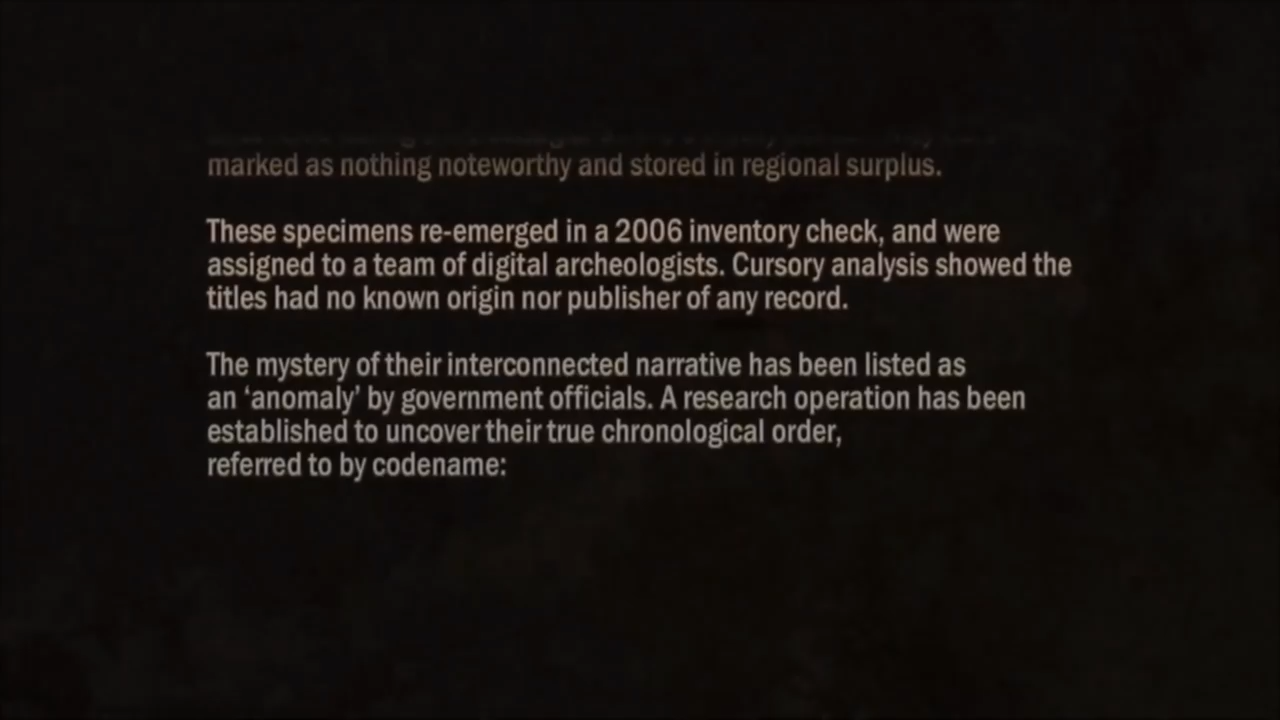 marked as nothing noteworthy and stored in regional surplus.
These specimens re-emerged in a 2006 inventory check, and were
assigned to a team of digital archeologists. Cursory analysis showed the
titles had no known origin nor publisher of any record.
The mystery of their interconnected narrative has been listed as
an ‘anomaly’ by government officials. A research operation has been
established to uncover their true chronological order,
referred to by codename: